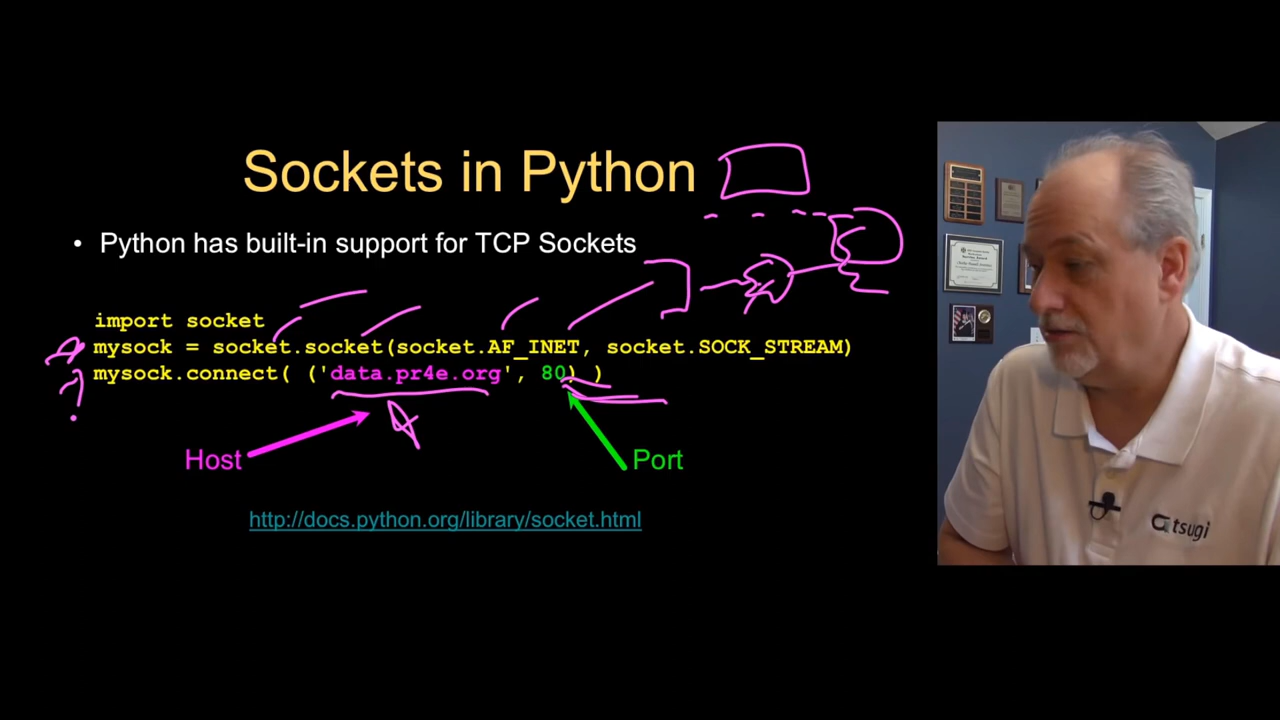 Sockets in Python
• Python has built-in support for TCP Sockets
import socket
mysock = socket.socket(socket.AF_INET, socket.SOCK_STREAM)
mysock.connect( ('data.pr4e.org', 80) )
?
Host
Port
http://docs.python.org/library/socket.html
tsugi